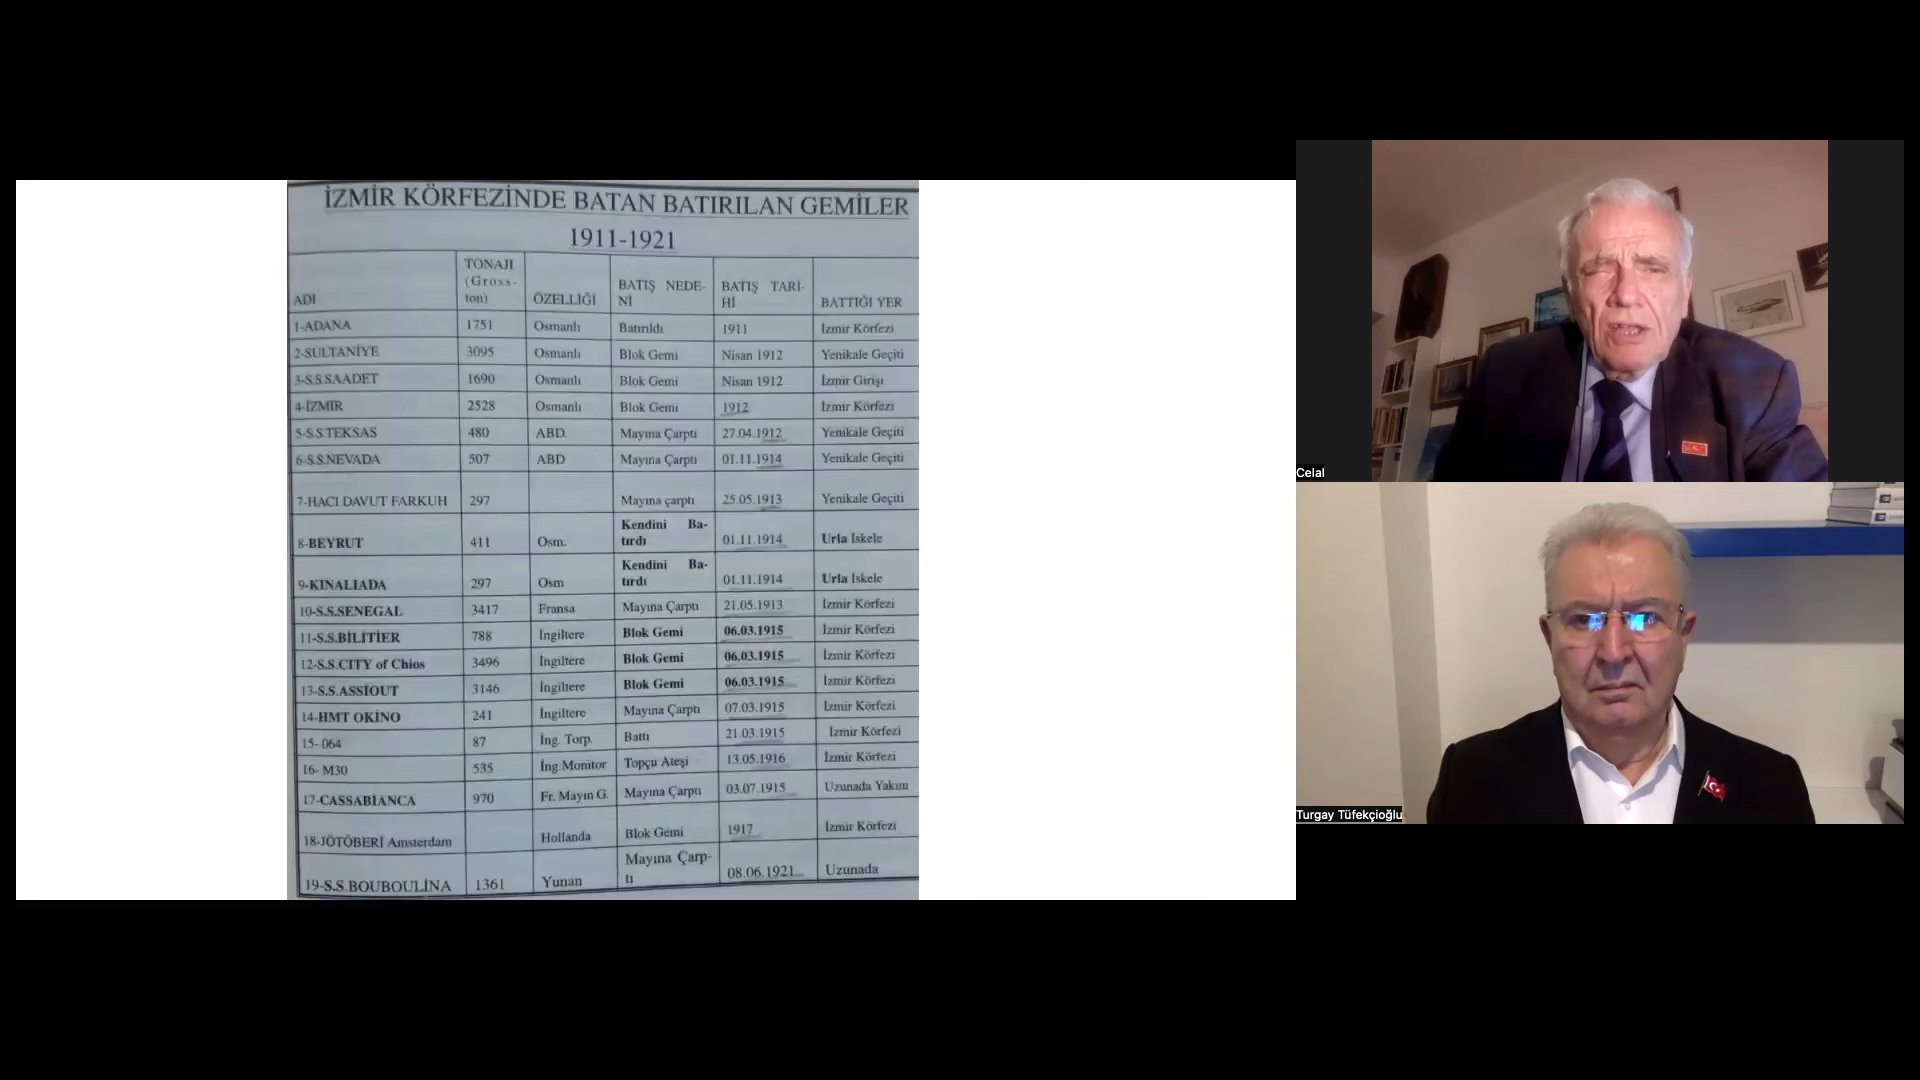 İZMİR KÖRFEZİNDE BATAN BATIRILAN GEMİLER
1911-1921
ADI TONAJI (Gross-ton) ÖZELLİĞİ BATIŞ NEDE-Nİ BATIŞ TARİ-Hİ BATTIĞI YER
1-ADANA 1751 Osmanlı Batırıldı 1911 İzmir Körfezi
2-SULTANİYE 3095 Osmanlı Blok Gemi Nisan 1912 Yenikale Geçiti
3-S.S.SAADET 1690 Osmanlı Blok Gemi Nisan 1912 İzmir Girişi
4-İZMİR 2528 Osmanlı Blok Gemi 1912 İzmir Körfezi
5-S.S.TEKSAS 480 ABD. Mayına Çarptı 27.04.1912 Yenikale Geçiti
6-S.S.NEVADA 507 ABD Mayına Çarptı 01.11.1914 Yenikale Geçiti
7-HACI DAVUT FARKUH 297 Mayına çarptı 25.05.1913 Yenikale Geçiti
8-BEYRUT 411 Osm. Kendini Ba-tırdı 01.11.1914 Urla İskele
9-KINALIADA 297 Osm Kendini Ba-tırdı 01.11.1914 Urla İskele
10-S.S.SENEGAL 3417 Fransa Mayına Çarptı 21.05.1913 İzmir Körfezi
11-S.S.BİLİTİER 788 İngiltere Blok Gemi 06.03.1915 İzmir Körfezi
12-S.S.CITY of Chios 3496 İngiltere Blok Gemi 06.03.1915 İzmir Körfezi
13-S.S.ASSİOUT 3146 İngiltere Blok Gemi 06.03.1915 İzmir Körfezi
14-HMT OKİNO 241 İngiltere Mayına Çarptı 07.03.1915 İzmir Körfezi
15- 064 87 İng. Torp. Battı 21.03.1915 İzmir Körfezi
16- M30 535 İng Monitor Topçu Ateşi 13.05.1916 İzmir Körfezi
17-CASSABİANCA 970 Fr. Mayın G. Mayına Çarptı 03.07.1915 Uzunada Yakını
18-JÖTÖBERİ Amsterdam Hollanda Blok Gemi 1917 İzmir Körfezi
19-S.S.BOUBOULİNA 1361 Yunan Mayına Çarp-tı 08.06.1921 Uzunada
Celal
Turgay Tüfekçioğlu